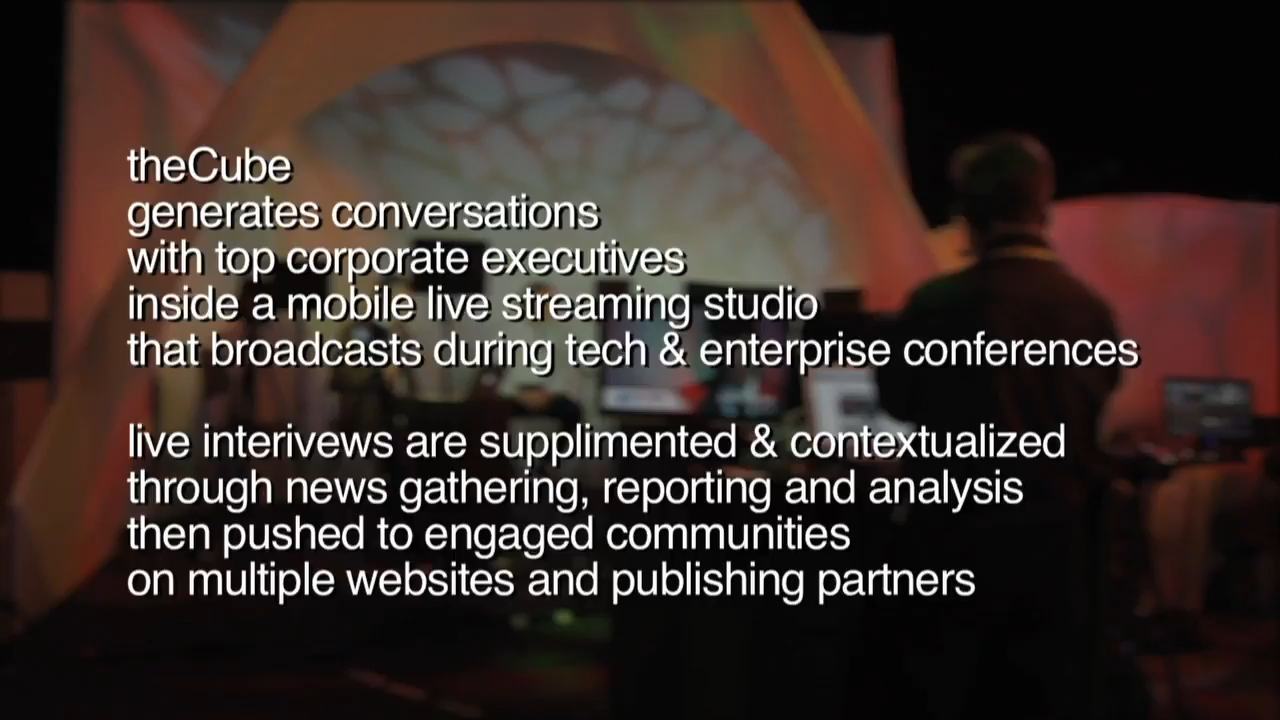 theCube
generates conversations
with top corporate executives
inside a mobile live streaming studio
that broadcasts during tech & enterprise conferences
live interivews are supplimented & contextualized
through news gathering, reporting and analysis
then pushed to engaged communities
on multiple websites and publishing partners